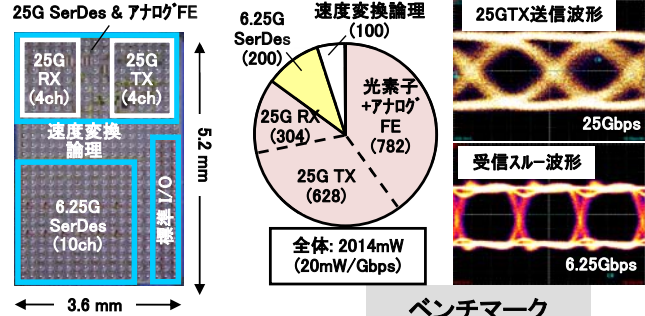 25G SerDes & アナログFE
25G
RX
(4ch)
25G
TX
(4ch)
速度変換
論理
6.25G
SerDes
(10ch)
標準I/O
5.2 mm
3.6 mm
6.25G
SerDes
(200)
速度変換論理
(100)
光素子
+アナログ
FE
(782)
25G RX
(304)
25G TX
(628)
全体: 2014mW
(20mW/Gbps)
25GTX送信波形
25Gbps
受信スルー波形
6.25Gbps
ベンチマーク